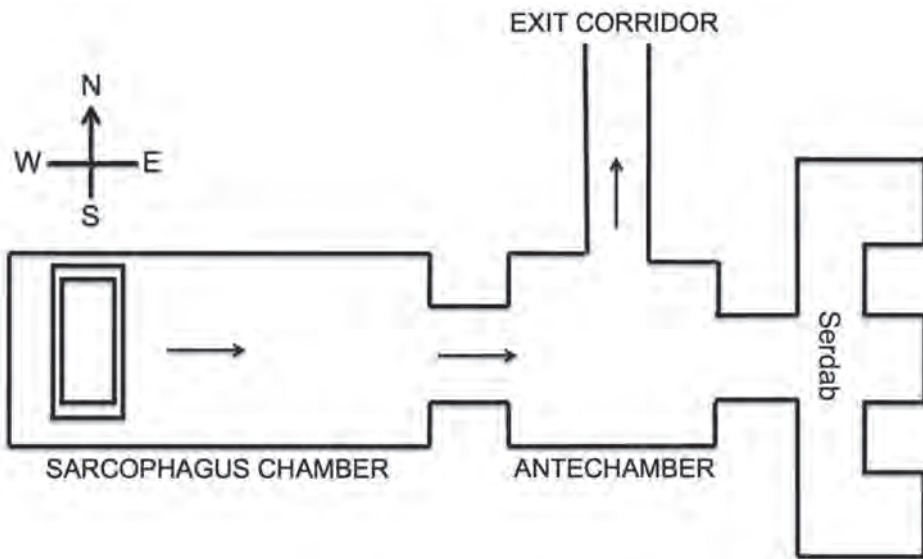 EXIT CORRIDOR
N
W E
S
Serdab
SARCOPHAGUS CHAMBER
ANTECHAMBER